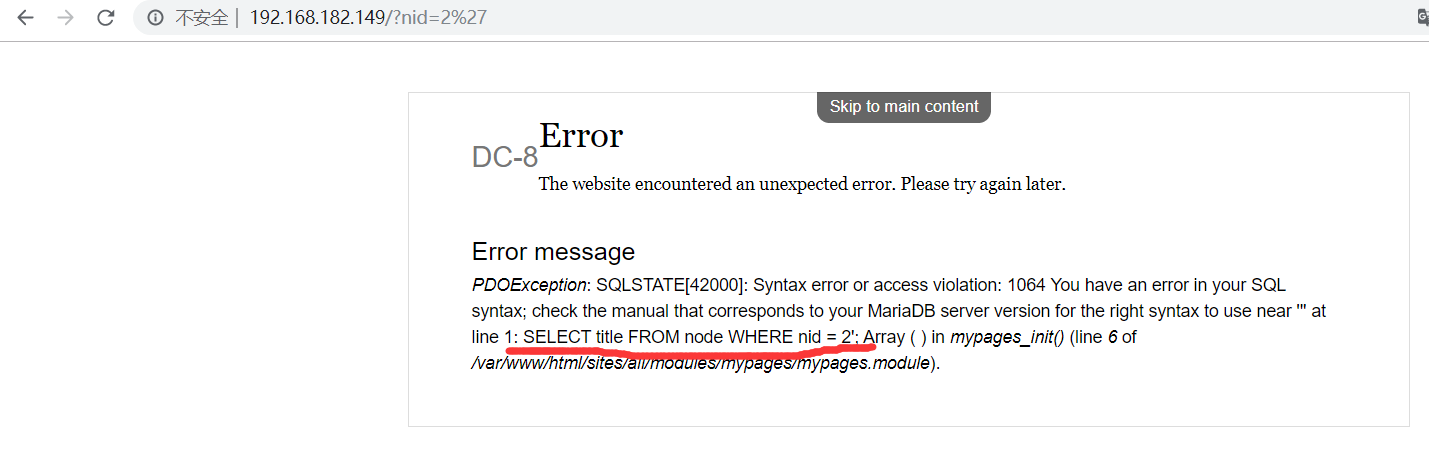 不安全 | 192.168.182.149/?nid=2%27
Skip to main content
Error
DC-8
The website encountered an unexpected error. Please try again later.
Error message
PDOException: SQLSTATE[42000]: Syntax error or access violation: 1064 You have an error in your SQL
syntax; check the manual that corresponds to your MariaDB server version for the right syntax to use near ''' at
line 1: SELECT title FROM node WHERE nid = 2'; Array ( ) in mypages_init() (line 6 of
/var/www/html/sites/all/modules/mypages/mypages.module).